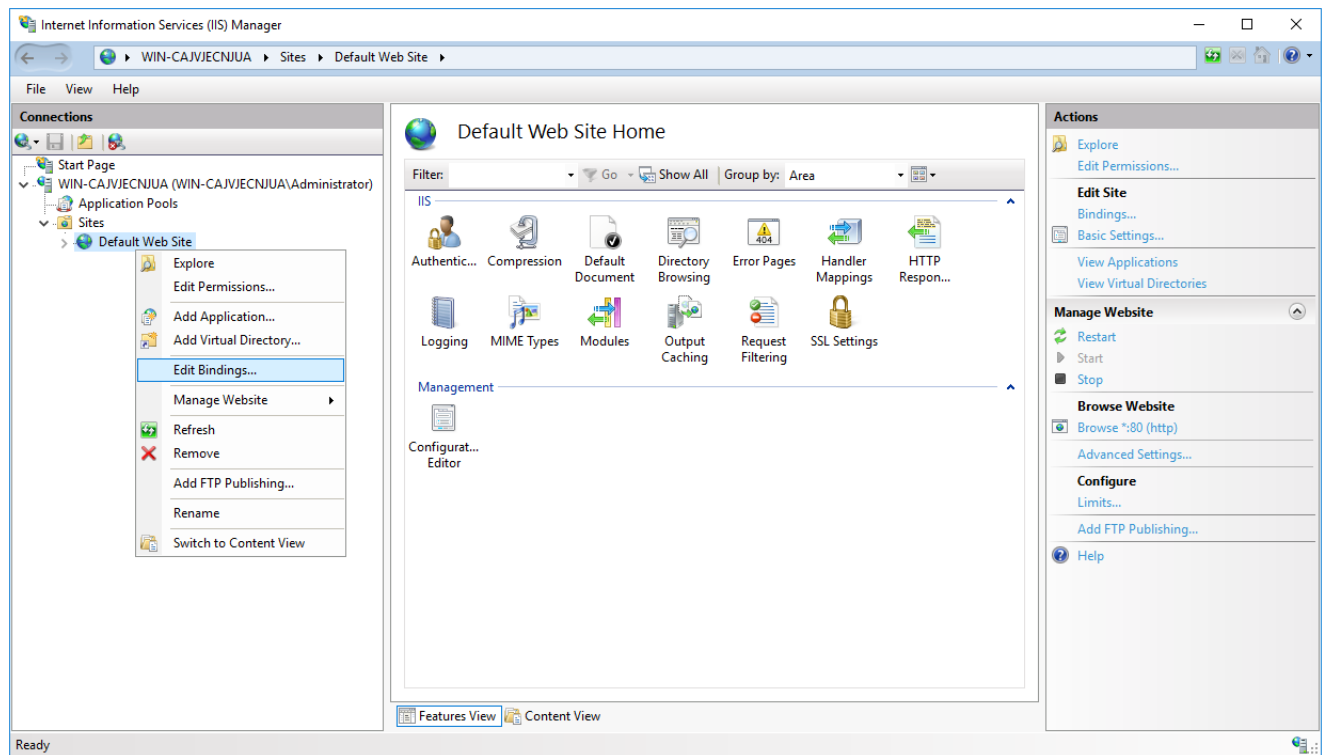 Internet Information Services (IIS) Manager
WIN-CAJVJECNJUA Sites Default Web Site
File View Help
Connections
Start Page
WIN-CAJVJECNJUA (WIN-CAJVJECNJUA\Administrator)
Application Pools
Sites
Default Web Site
Explore
Edit Permissions...
Add Application...
Add Virtual Directory...
Edit Bindings...
Manage Website
Refresh
Remove
Add FTP Publishing...
Rename
Switch to Content View
Default Web Site Home
Filter: Go Show All Group by: Area
IIS
Authentic... Compression Default Document Directory Browsing Error Pages Handler Mappings HTTP Respon...
Logging MIME Types Modules Output Caching Request Filtering SSL Settings
Management
Configurat... Editor
Features View Content View
Actions
Explore
Edit Permissions...
Edit Site
Bindings...
Basic Settings...
View Applications
View Virtual Directories
Manage Website
Restart
Start
Stop
Browse Website
Browse *:80 (http)
Advanced Settings...
Configure
Limits...
Add FTP Publishing...
Help
Ready